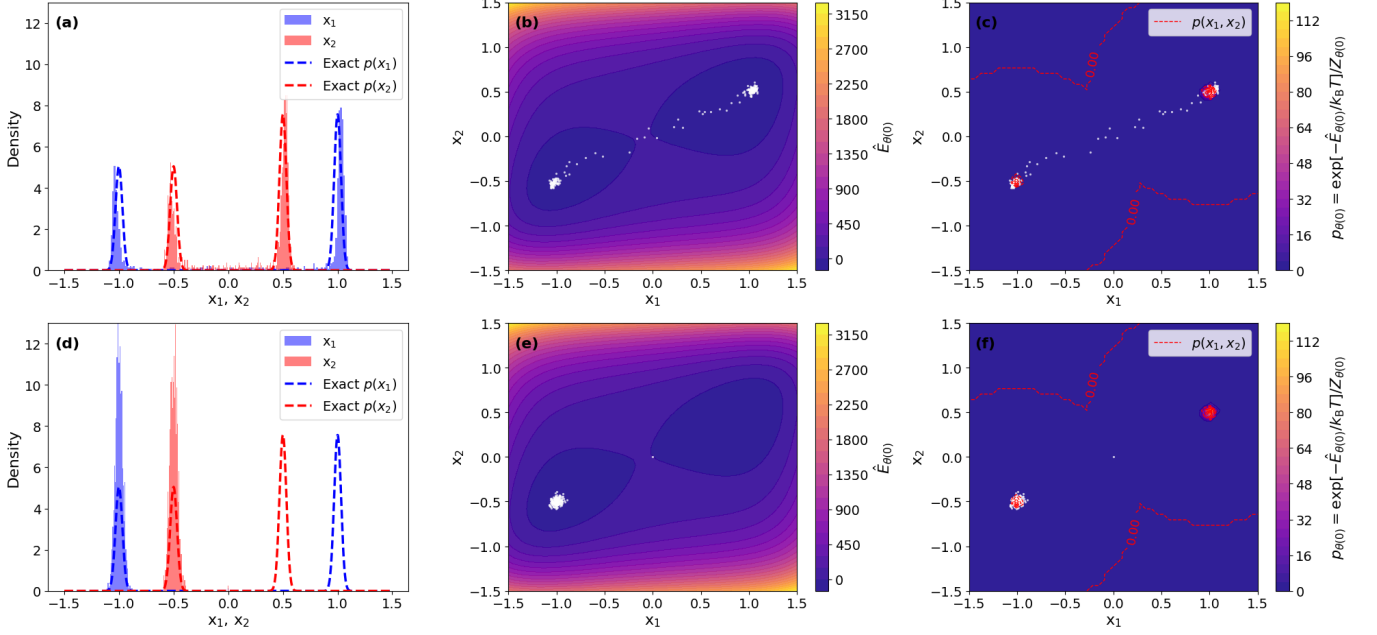 (a)
x₁
x₂
Exact p(x₁)
Exact p(x₂)
Density
12
10
8
6
4
2
0
−1.5 −1.0 −0.5 0.0 0.5 1.0 1.5
x₁, x₂
(b)
x₂
1.5
1.0
0.5
0.0
−0.5
−1.0
−1.5
−1.5 −1.0 −0.5 0.0 0.5 1.0 1.5
x₁
3150
2700
2250
1800
1350
900
450
0
Ê_θ(0)
(c)
p(x₁, x₂)
0.00
0.00
x₂
1.5
1.0
0.5
0.0
−0.5
−1.0
−1.5
−1.5 −1.0 −0.5 0.0 0.5 1.0 1.5
x₁
112
96
80
64
48
32
16
0
p_θ(0) = exp[−Ê_θ(0)/k_B T]/Z_θ(0)
(d)
x₁
x₂
Exact p(x₁)
Exact p(x₂)
Density
12
10
8
6
4
2
0
−1.5 −1.0 −0.5 0.0 0.5 1.0 1.5
x₁, x₂
(e)
x₂
1.5
1.0
0.5
0.0
−0.5
−1.0
−1.5
−1.5 −1.0 −0.5 0.0 0.5 1.0 1.5
x₁
3150
2700
2250
1800
1350
900
450
0
Ê_θ(0)
(f)
p(x₁, x₂)
0.00
0.00
x₂
1.5
1.0
0.5
0.0
−0.5
−1.0
−1.5
−1.5 −1.0 −0.5 0.0 0.5 1.0 1.5
x₁
112
96
80
64
48
32
16
0
p_θ(0) = exp[−Ê_θ(0)/k_B T]/Z_θ(0)